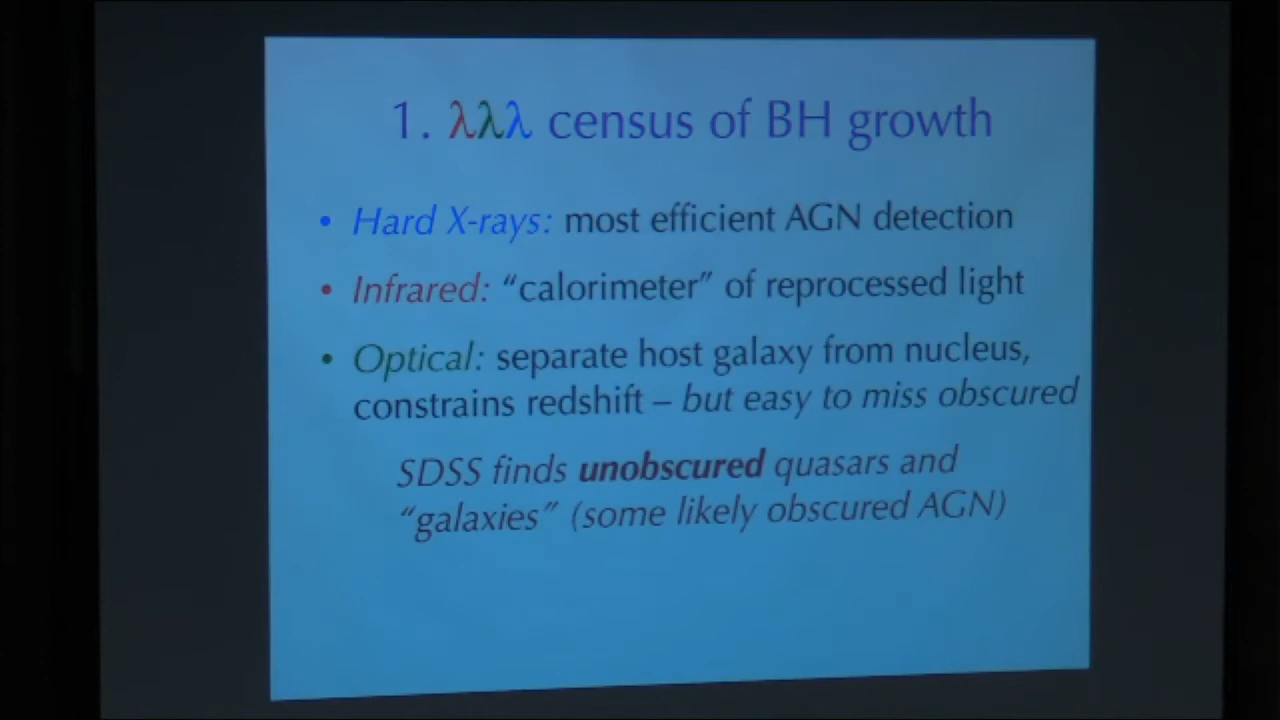 1. λλλ census of BH growth
• Hard X-rays: most efficient AGN detection
• Infrared: “calorimeter” of reprocessed light
• Optical: separate host galaxy from nucleus,
constrains redshift – but easy to miss obscured
SDSS finds unobscured quasars and
“galaxies” (some likely obscured AGN)